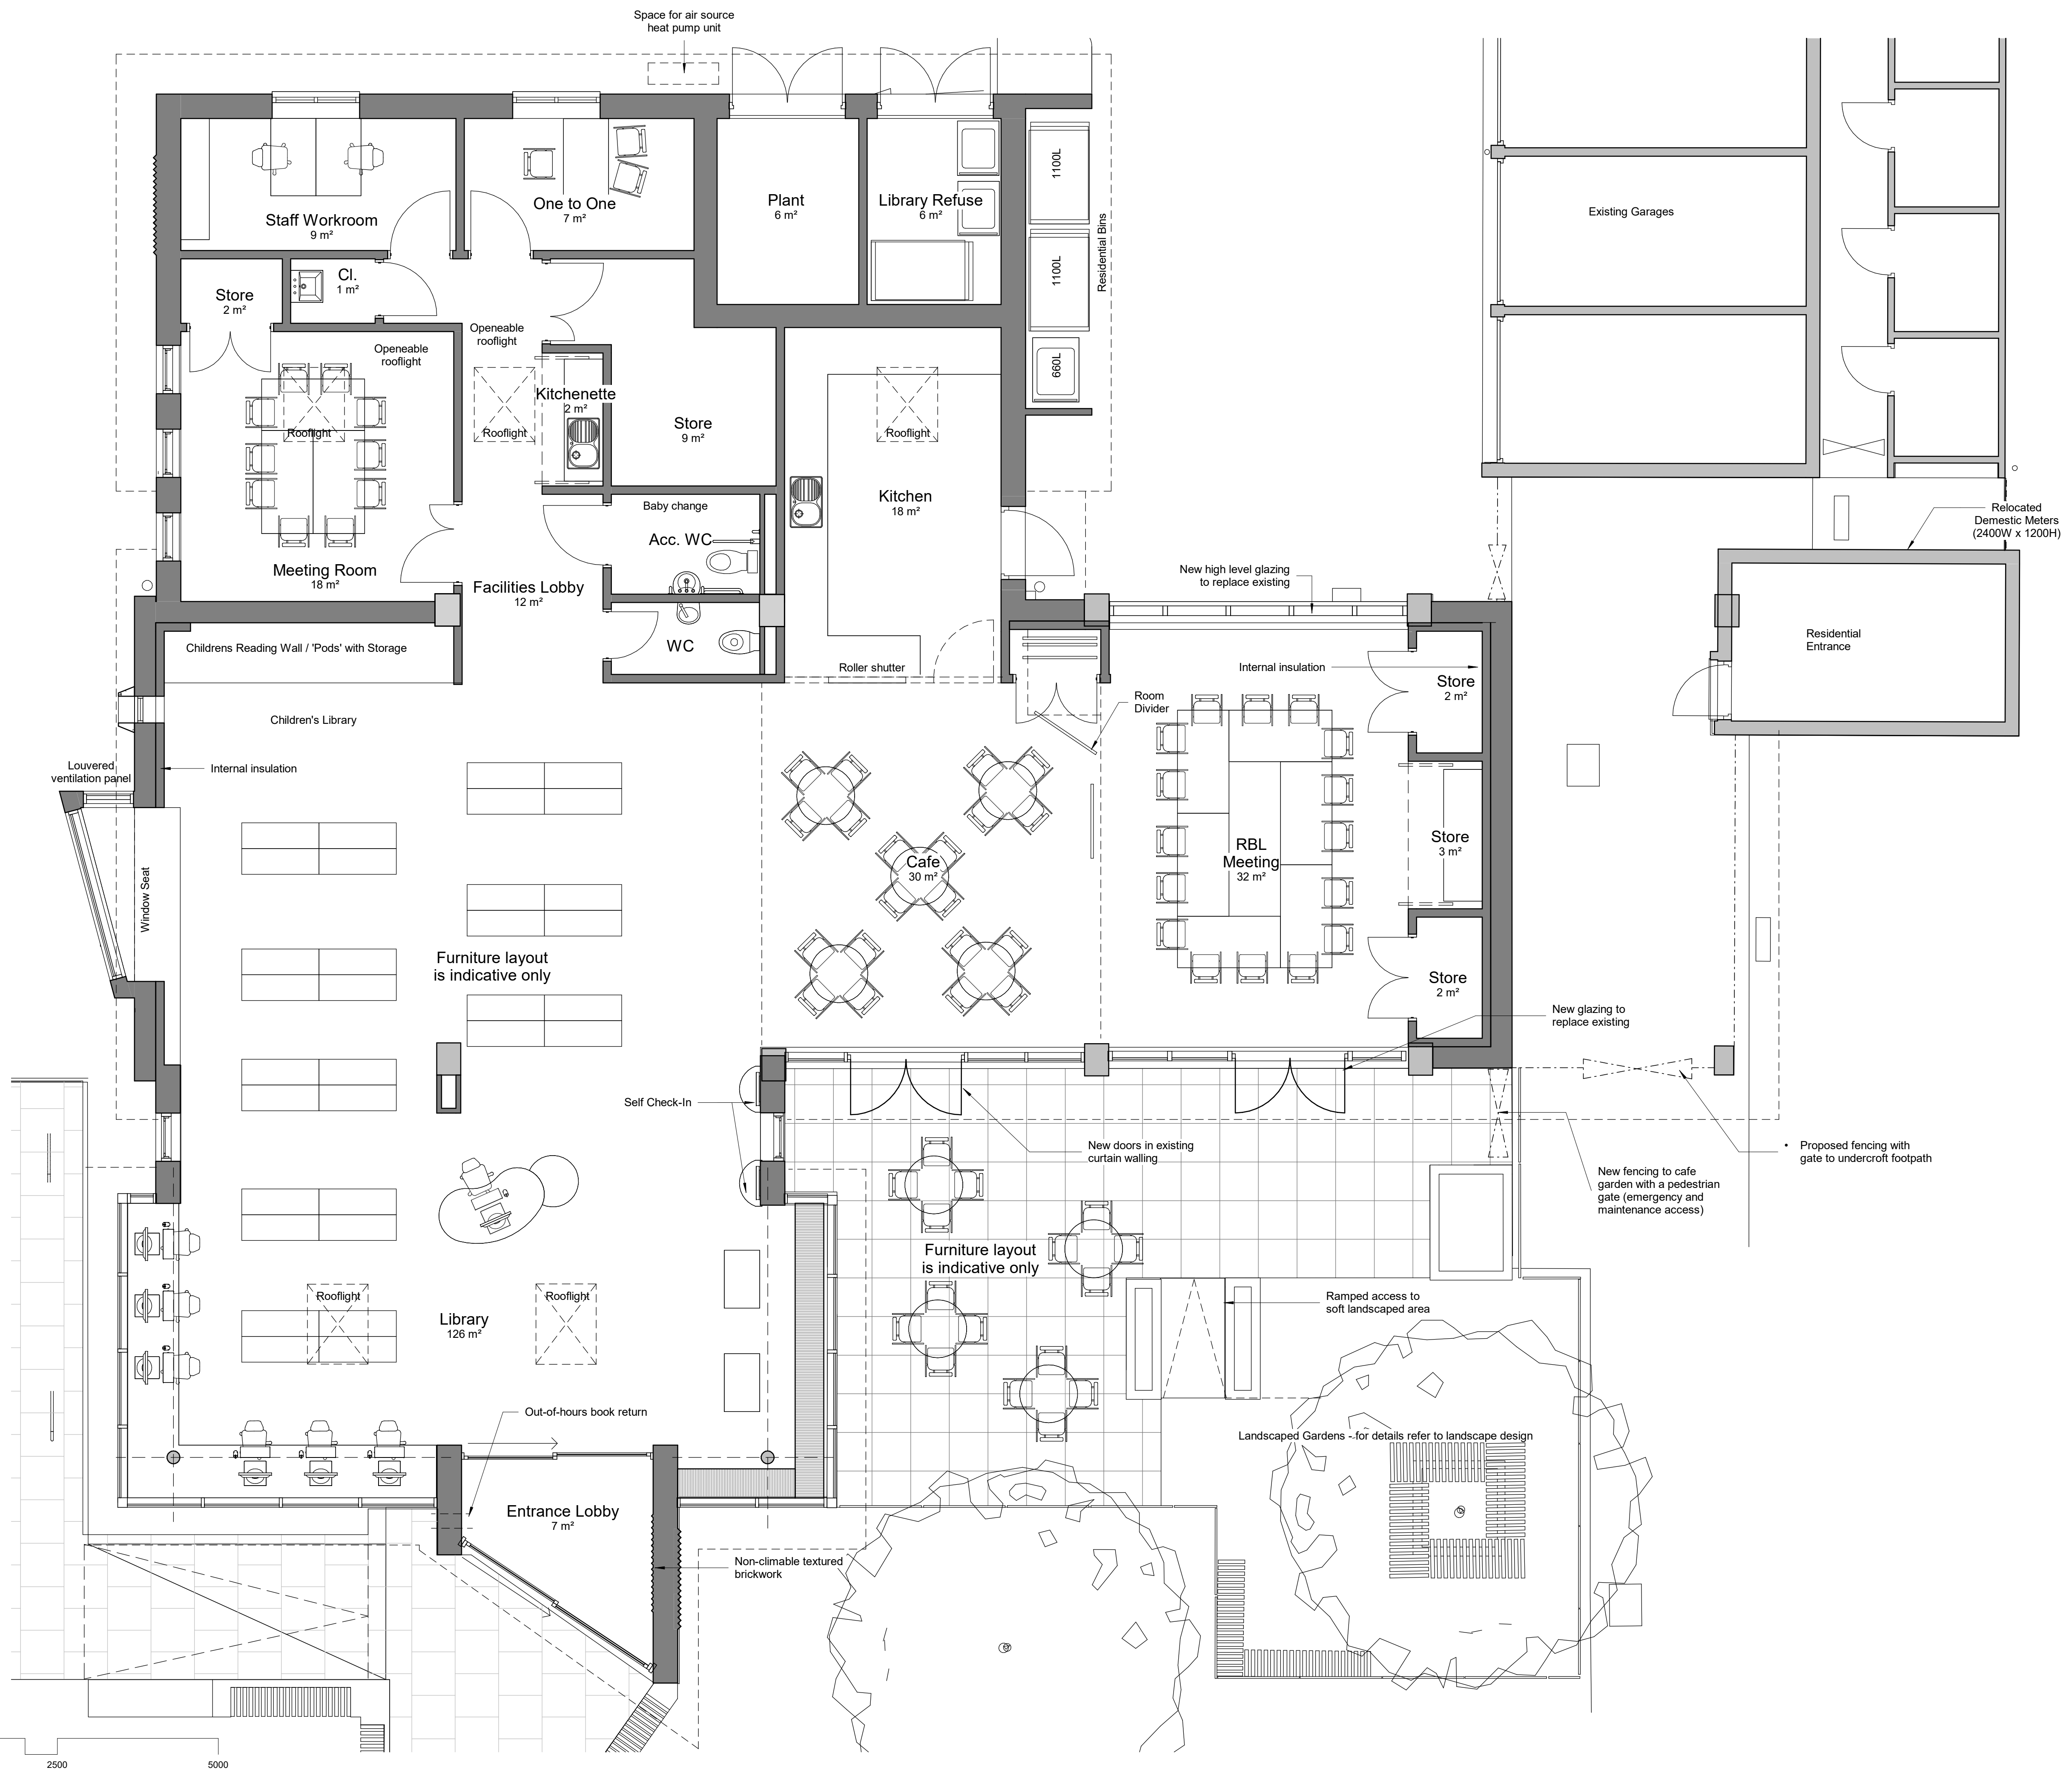 Space for air source
heat pump unit
Staff Workroom
9 m²
One to One
7 m²
Plant
6 m²
Library Refuse
6 m²
1100L
1100L
660L
Residential Bins
Existing Garages
Store
2 m²
Cl.
1 m²
Openeable
rooflight
Openeable
rooflight
Rooflight
Rooflight
Kitchenette
2 m²
Store
9 m²
Rooflight
Kitchen
18 m²
Meeting Room
18 m²
Facilities Lobby
12 m²
Baby change
Acc. WC
WC
Roller shutter
New high level glazing
to replace existing
Relocated
Demestic Meters
(2400W x 1200H)
Residential
Entrance
Childrens Reading Wall / 'Pods' with Storage
Children's Library
Internal insulation
Louvered
ventilation panel
Window Seat
Internal insulation
Room
Divider
Store
2 m²
Store
3 m²
Store
2 m²
Cafe
30 m²
RBL
Meeting
32 m²
Furniture layout
is indicative only
New glazing to
replace existing
Self Check-In
New doors in existing
curtain walling
• Proposed fencing with
gate to undercroft footpath
New fencing to cafe
garden with a pedestrian
gate (emergency and
maintenance access)
Furniture layout
is indicative only
Rooflight
Rooflight
Library
126 m²
Ramped access to
soft landscaped area
Out-of-hours book return
Landscaped Gardens - for details refer to landscape design
Entrance Lobby
7 m²
Non-climable textured
brickwork
2500
5000